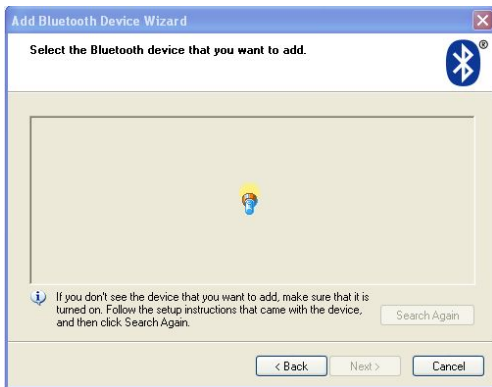 Add Bluetooth Device Wizard
Select the Bluetooth device that you want to add.
®
If you don't see the device that you want to add, make sure that it is
turned on. Follow the setup instructions that came with the device,
and then click Search Again.
Search Again
< Back
Next >
Cancel